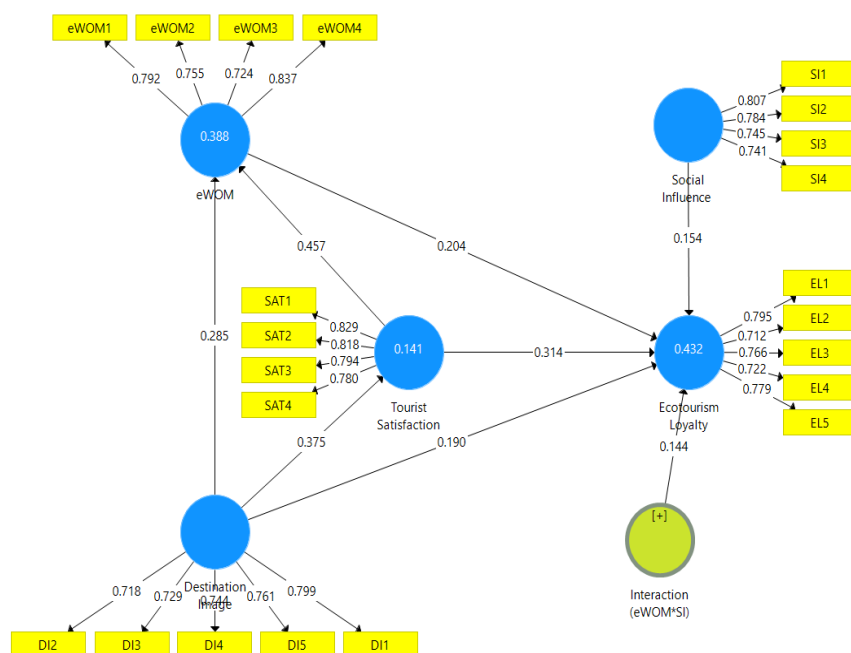 eWOM1
eWOM2
eWOM3
eWOM4
0.792
0.755
0.724
0.837
0.388
eWOM
SI1
SI2
SI3
SI4
0.807
0.784
0.745
0.741
Social
Influence
0.457
0.204
0.154
0.285
SAT1
SAT2
SAT3
SAT4
0.829
0.818
0.794
0.780
0.141
Tourist
Satisfaction
0.314
0.432
Ecotourism
Loyalty
EL1
EL2
EL3
EL4
EL5
0.795
0.712
0.766
0.722
0.779
0.375
0.190
0.144
[+]
Interaction
(eWOM*SI)
Destination
Image
0.718
0.729
0.744
0.761
0.799
DI2
DI3
DI4
DI5
DI1